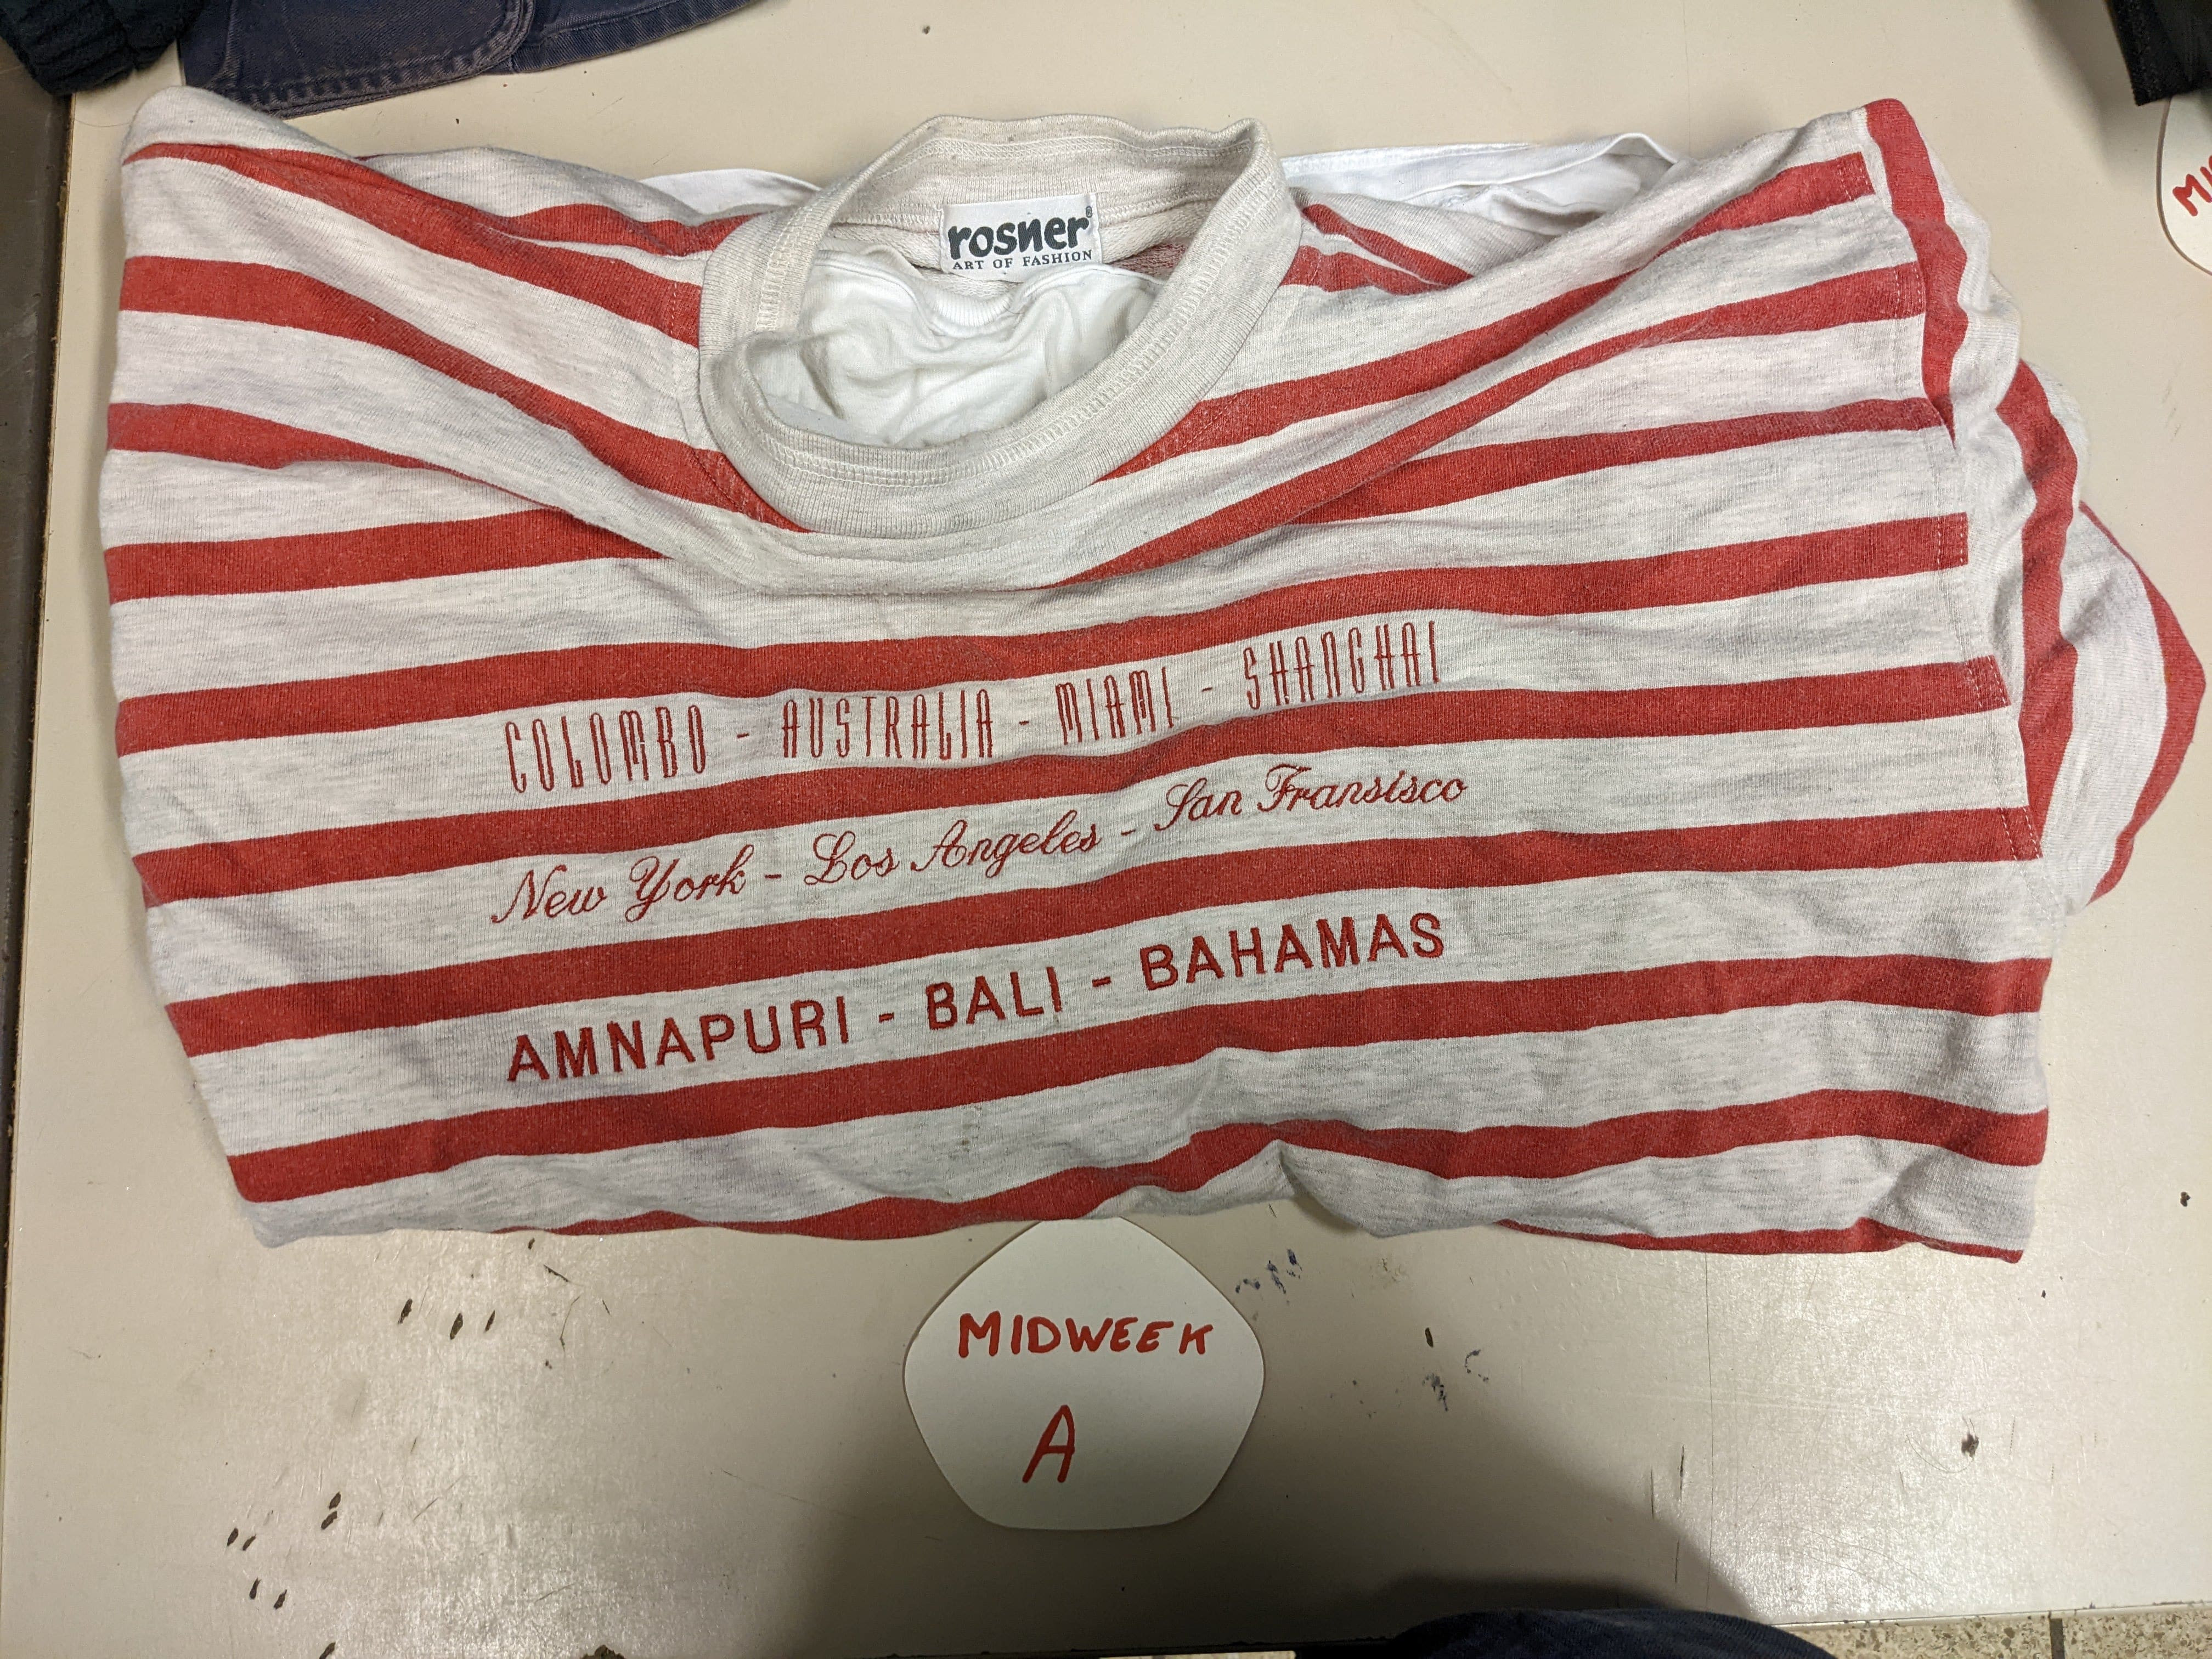 rosner®
ART OF FASHION
COLOMBO - AUSTRALIA - MIAMI - SHANGHAI
New York - Los Angeles - San Fransisco
AMNAPURI - BALI - BAHAMAS
MIDWEEK
A